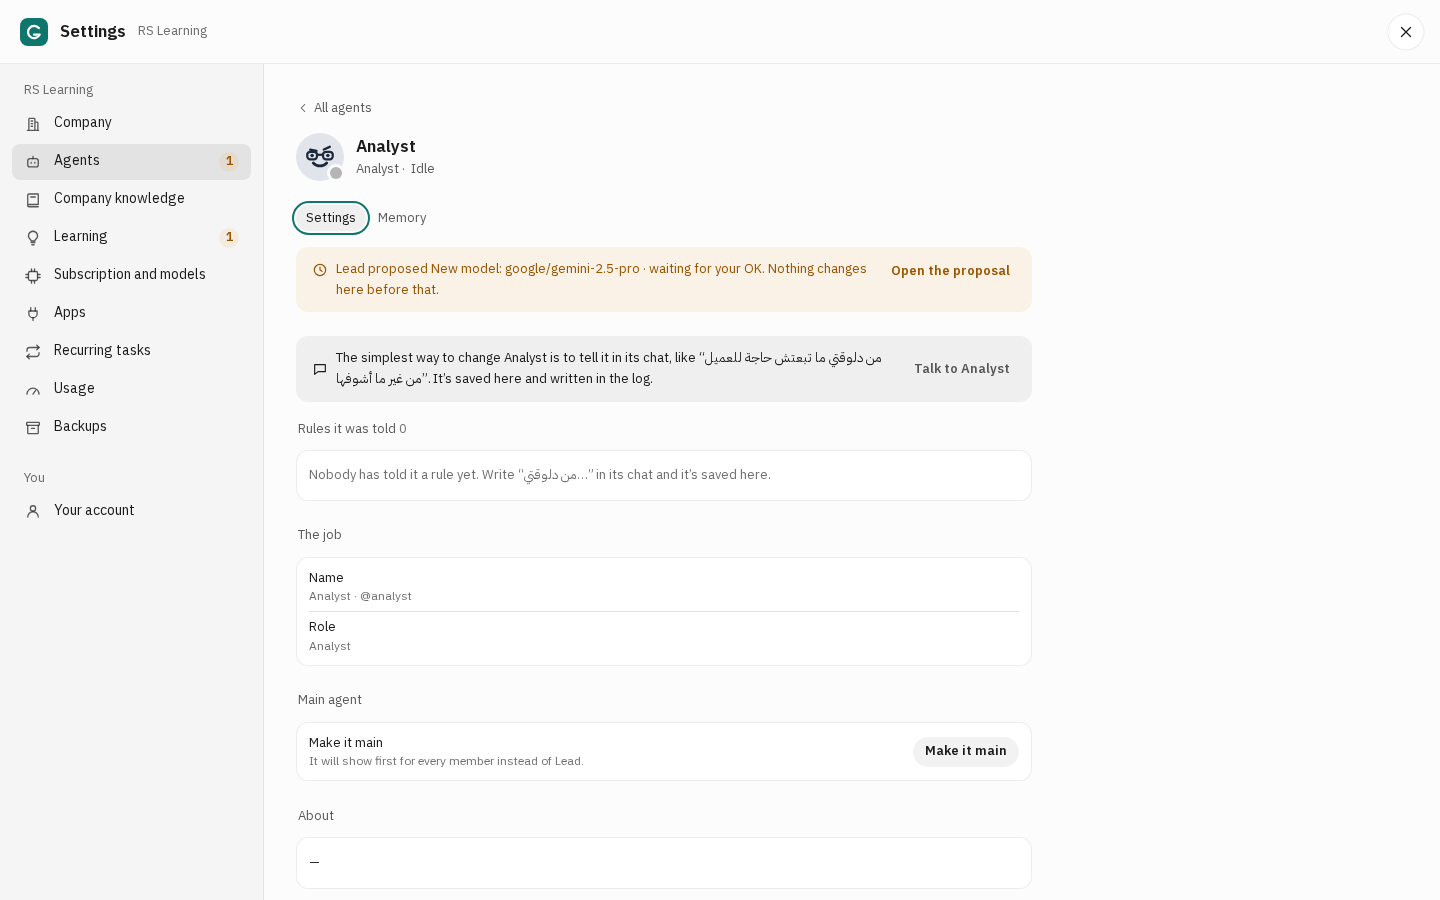 G
Settings RS Learning
RS Learning
Company
Agents 1
Company knowledge
Learning 1
Subscription and models
Apps
Recurring tasks
Usage
Backups
You
Your account
All agents
Analyst
Analyst · Idle
Settings Memory
Lead proposed New model: google/gemini-2.5-pro · waiting for your OK. Nothing changes
here before that.
Open the proposal
The simplest way to change Analyst is to tell it in its chat, like “من دلوقتي ما تبعتش حاجة للعميل
من غير ما أشوفها”. It’s saved here and written in the log.
Talk to Analyst
Rules it was told 0
Nobody has told it a rule yet. Write “من دلوقتي…” in its chat and it’s saved here.
The job
Name
Analyst · @analyst
Role
Analyst
Main agent
Make it main
It will show first for every member instead of Lead.
Make it main
About
—